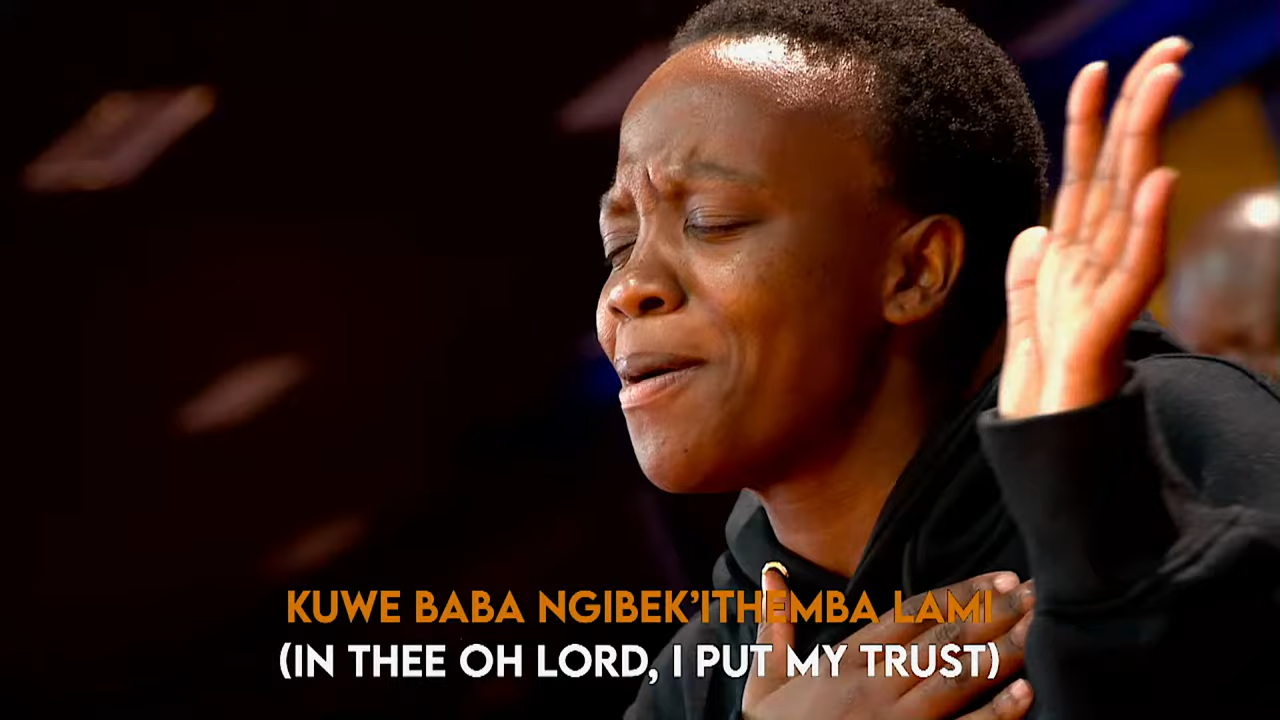 KUWE BABA NGIBEK'ITHEMBA LAMI
(IN THEE OH LORD, I PUT MY TRUST)